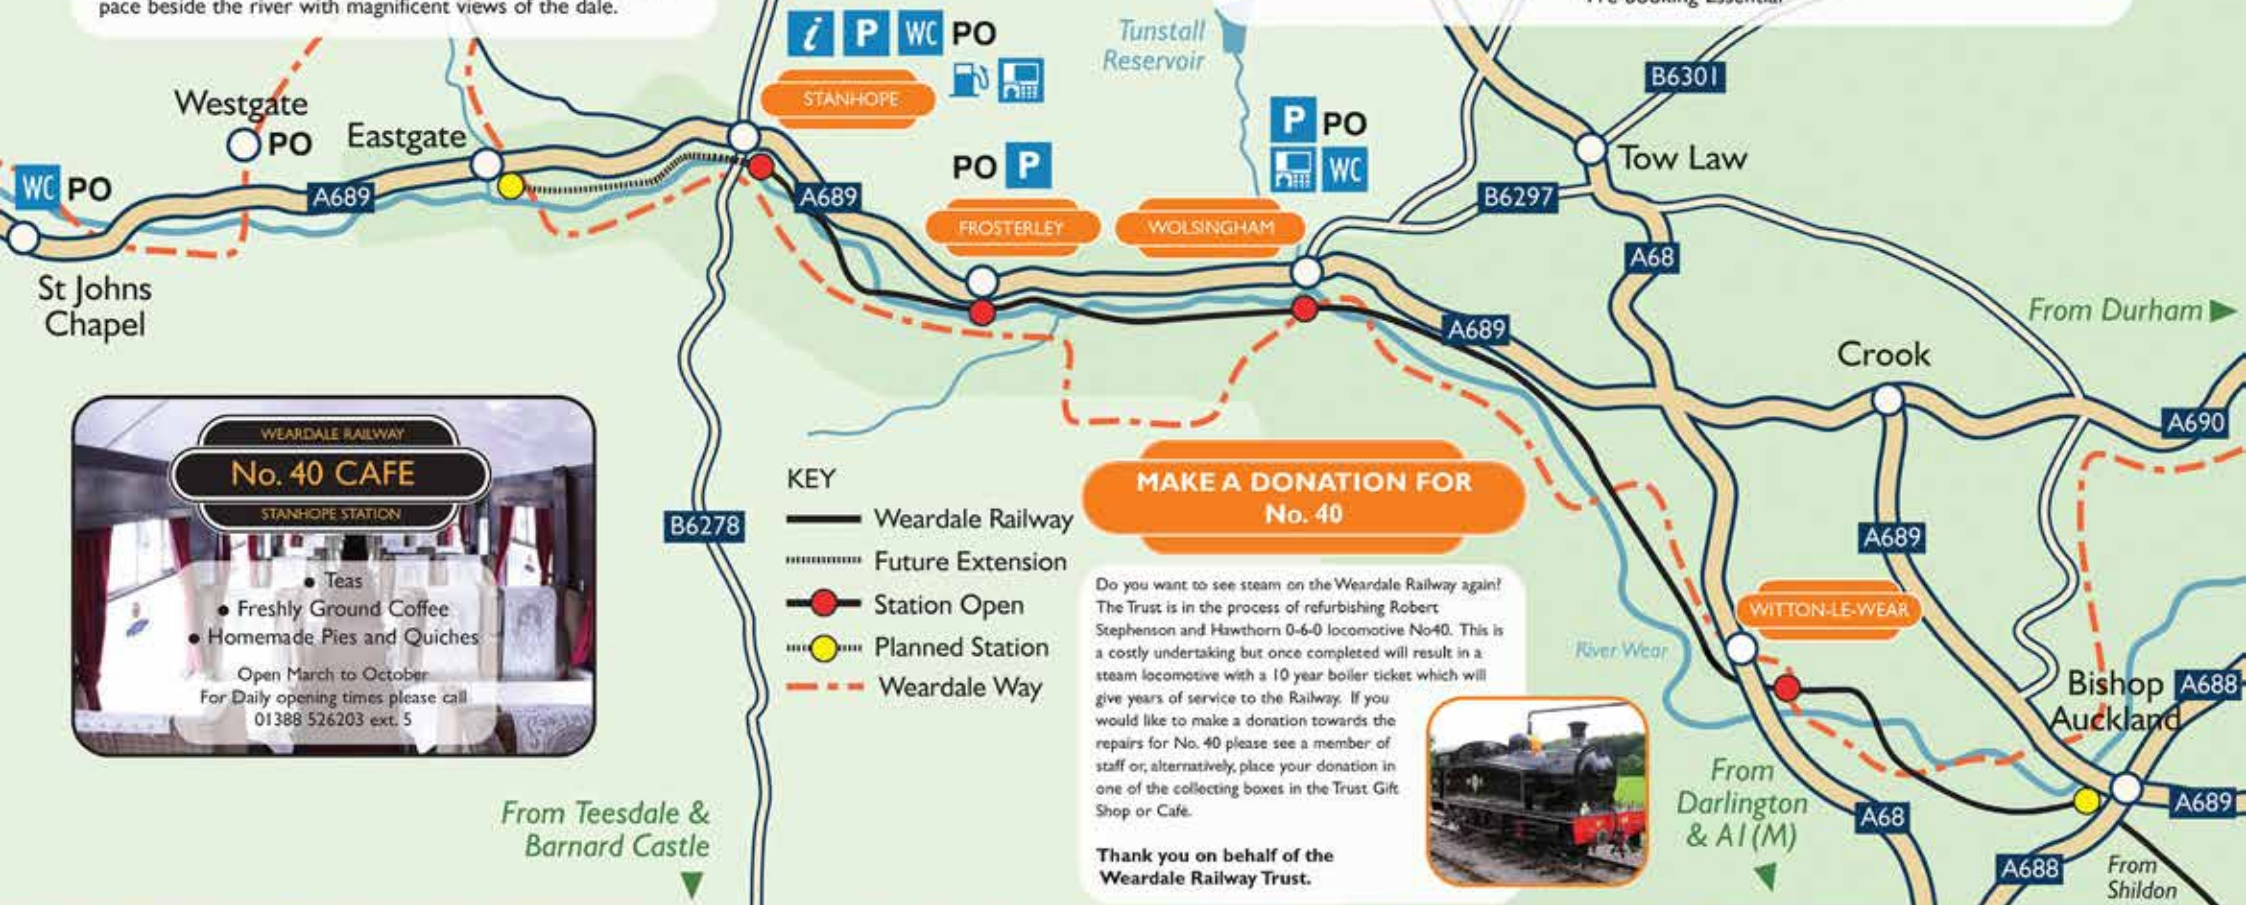 pace beside the river with magnificent views of the dale.
i P WC PO
STANHOPE
Tunstall
Reservoir
B6301
Westgate
PO
Eastgate
P PO
WC
Tow Law
PO P
WC PO
A689
A689
B6297
FROSTERLEY
WOLSINGHAM
A68
St Johns
Chapel
From Durham
A689
Crook
A690
WEARDALE RAILWAY
No. 40 CAFE
STANHOPE STATION
• Teas
• Freshly Ground Coffee
• Homemade Pies and Quiches
Open March to October
For Daily opening times please call
01388 526203 ext. 5
B6278
KEY
Weardale Railway
Future Extension
Station Open
Planned Station
Weardale Way
MAKE A DONATION FOR
No. 40
Do you want to see steam on the Weardale Railway again?
The Trust is in the process of refurbishing Robert
Stephenson and Hawthorn 0-6-0 locomotive No40. This is
a costly undertaking but once completed will result in a
steam locomotive with a 10 year boiler ticket which will
give years of service to the Railway. If you
would like to make a donation towards the
repairs for No. 40 please see a member of
staff or, alternatively, place your donation in
one of the collecting boxes in the Trust Gift
Shop or Café.
Thank you on behalf of the
Weardale Railway Trust.
A689
WITTON-LE-WEAR
River Wear
Bishop
Auckland
A688
From
Darlington
& A1(M)
A68
A689
A688
From
Shildon
From Teesdale &
Barnard Castle